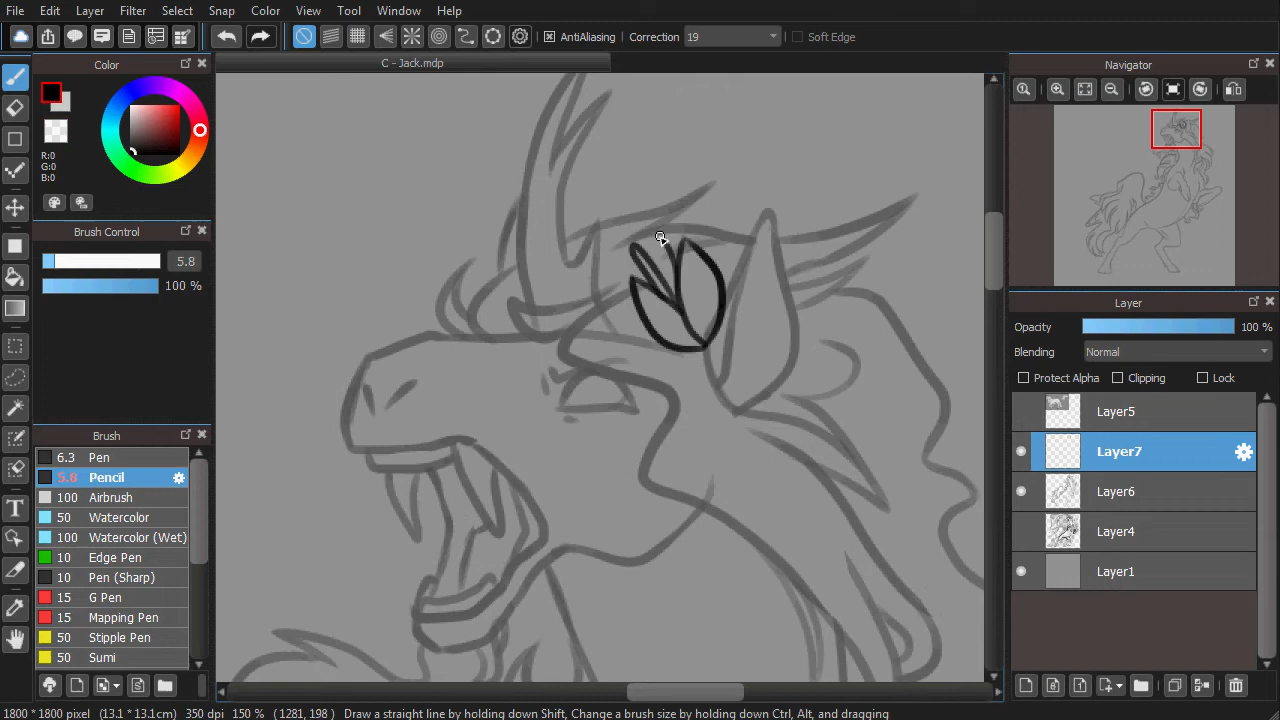 File Edit Layer Filter Select Snap Color View Tool Window Help
AntiAliasing Correction 19 Soft Edge
Color
C - Jack.mdp
Navigator
R:0
G:0
B:0
Brush Control
5.8
100 %
Brush
6.3 Pen
5.8 Pencil
100 Airbrush
50 Watercolor
100 Watercolor (Wet)
10 Edge Pen
10 Pen (Sharp)
15 G Pen
15 Mapping Pen
50 Stipple Pen
50 Sumi
Layer
Opacity 100 %
Blending Normal
Protect Alpha Clipping Lock
Layer5
Layer7
Layer6
Layer4
Layer1
1800 * 1800 pixel (13.1 * 13.1cm) 350 dpi 150 % (1281, 198) Draw a straight line by holding down Shift, Change a brush size by holding down Ctrl, Alt, and dragging